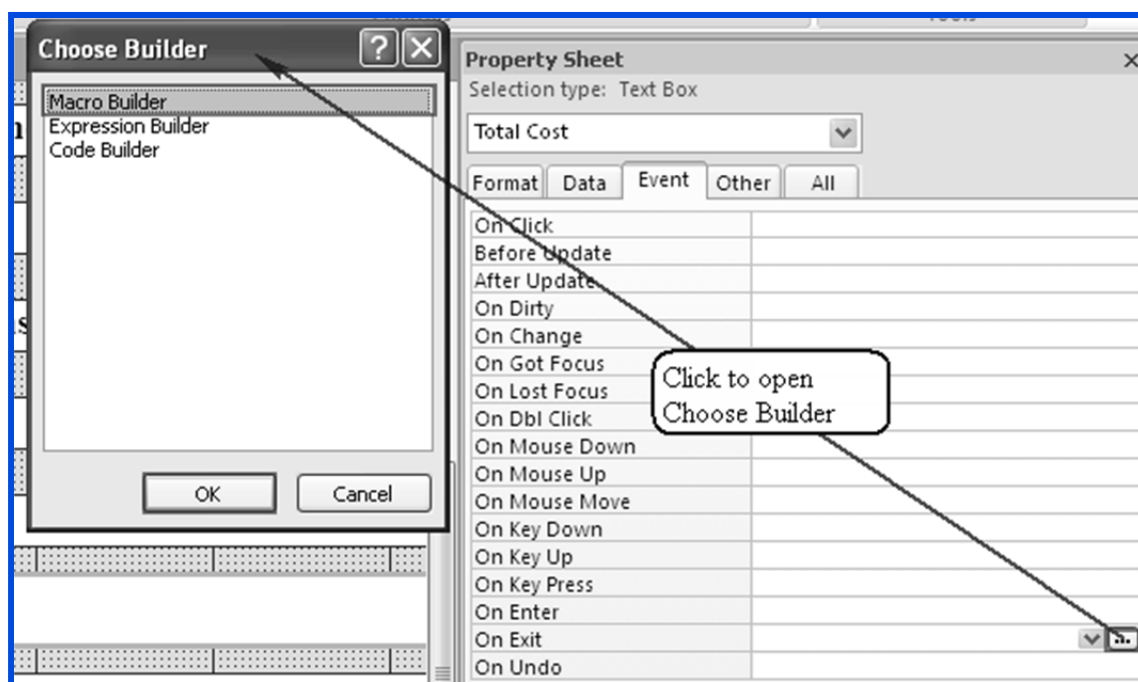 Choose Builder
Macro Builder
Expression Builder
Code Builder
OK
Cancel
Property Sheet
Selection type: Text Box
Total Cost
Format
Data
Event
Other
All
On Click
Before Update
After Update
On Dirty
On Change
On Got Focus
On Lost Focus
On Dbl Click
On Mouse Down
On Mouse Up
On Mouse Move
On Key Down
On Key Up
On Key Press
On Enter
On Exit
On Undo
Click to open
Choose Builder